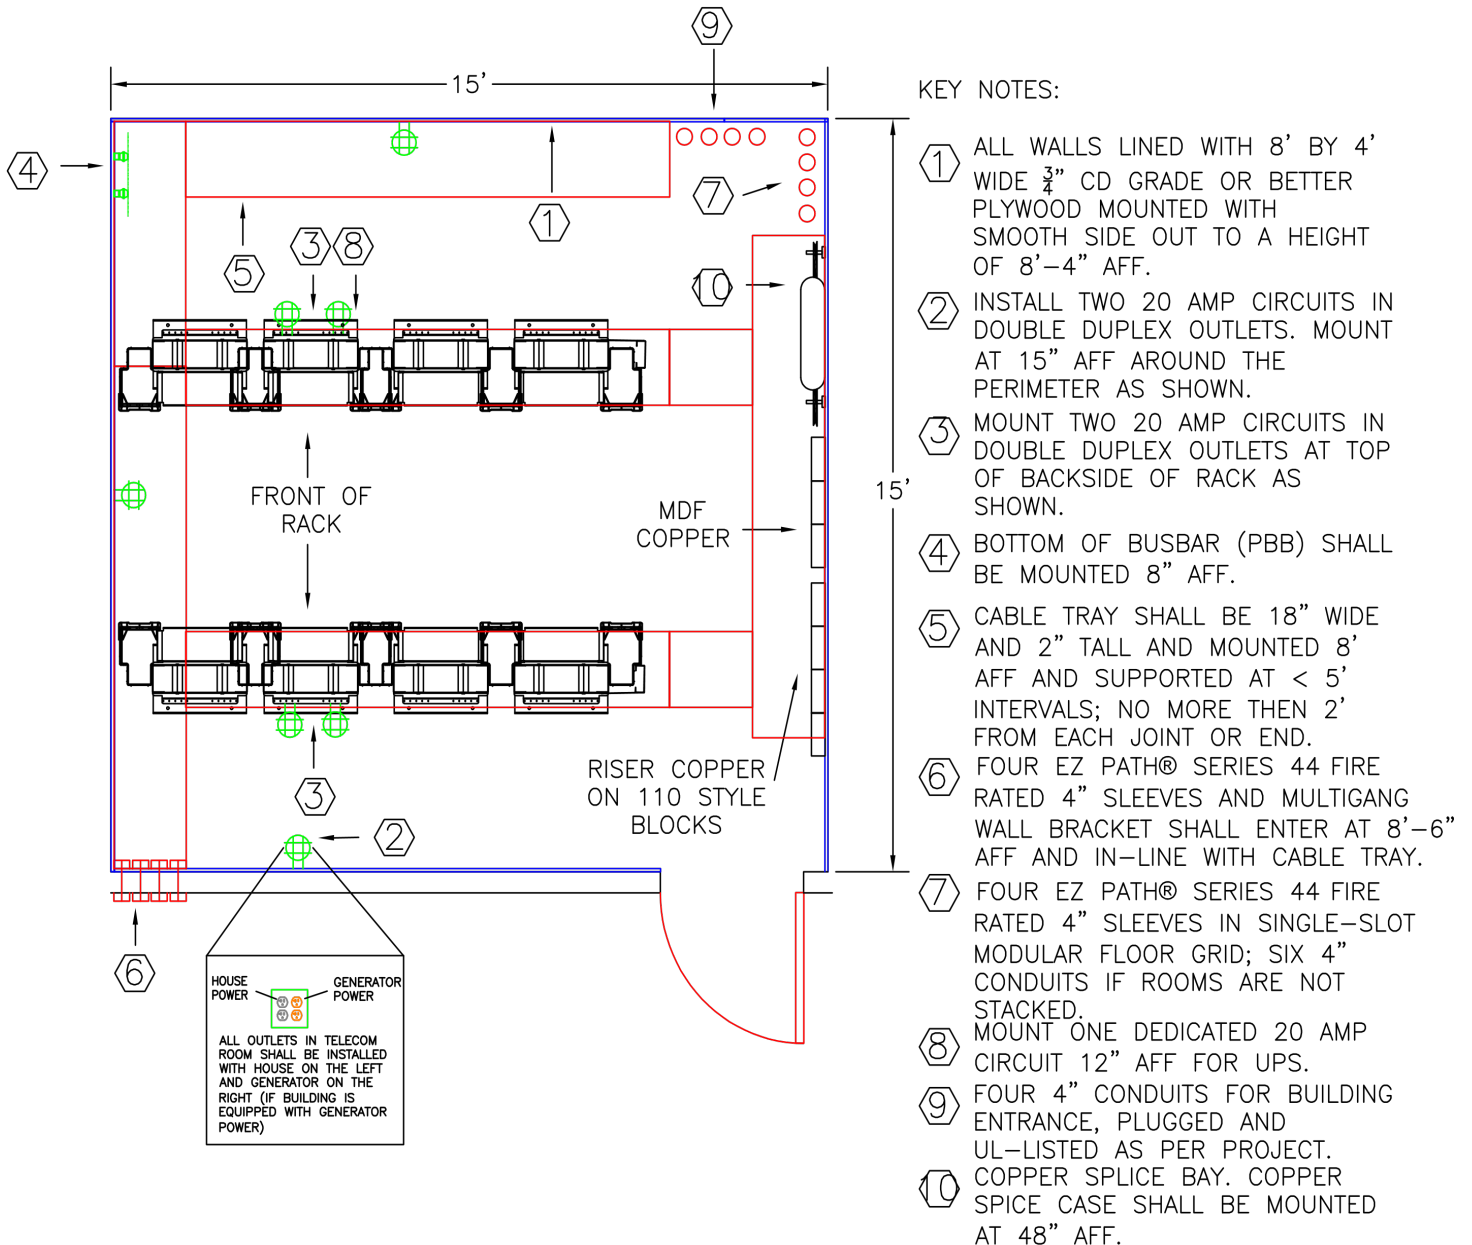 9
15'
4
7
1
3
8
5
10
FRONT OF
RACK
MDF
COPPER
15'
RISER COPPER
ON 110 STYLE
BLOCKS
3
2
6
HOUSE
POWER
GENERATOR
POWER
ALL OUTLETS IN TELECOM
ROOM SHALL BE INSTALLED
WITH HOUSE ON THE LEFT
AND GENERATOR ON THE
RIGHT (IF BUILDING IS
EQUIPPED WITH GENERATOR
POWER)
KEY NOTES:
1 ALL WALLS LINED WITH 8' BY 4'
WIDE ¾" CD GRADE OR BETTER
PLYWOOD MOUNTED WITH
SMOOTH SIDE OUT TO A HEIGHT
OF 8'-4" AFF.
2 INSTALL TWO 20 AMP CIRCUITS IN
DOUBLE DUPLEX OUTLETS. MOUNT
AT 15" AFF AROUND THE
PERIMETER AS SHOWN.
3 MOUNT TWO 20 AMP CIRCUITS IN
DOUBLE DUPLEX OUTLETS AT TOP
OF BACKSIDE OF RACK AS
SHOWN.
4 BOTTOM OF BUSBAR (PBB) SHALL
BE MOUNTED 8" AFF.
5 CABLE TRAY SHALL BE 18" WIDE
AND 2" TALL AND MOUNTED 8'
AFF AND SUPPORTED AT < 5'
INTERVALS; NO MORE THEN 2'
FROM EACH JOINT OR END.
6 FOUR EZ PATH® SERIES 44 FIRE
RATED 4" SLEEVES AND MULTIGANG
WALL BRACKET SHALL ENTER AT 8'-6"
AFF AND IN-LINE WITH CABLE TRAY.
7 FOUR EZ PATH® SERIES 44 FIRE
RATED 4" SLEEVES IN SINGLE-SLOT
MODULAR FLOOR GRID; SIX 4"
CONDUITS IF ROOMS ARE NOT
STACKED.
8 MOUNT ONE DEDICATED 20 AMP
CIRCUIT 12" AFF FOR UPS.
9 FOUR 4" CONDUITS FOR BUILDING
ENTRANCE, PLUGGED AND
UL-LISTED AS PER PROJECT.
10 COPPER SPLICE BAY. COPPER
SPICE CASE SHALL BE MOUNTED
AT 48" AFF.